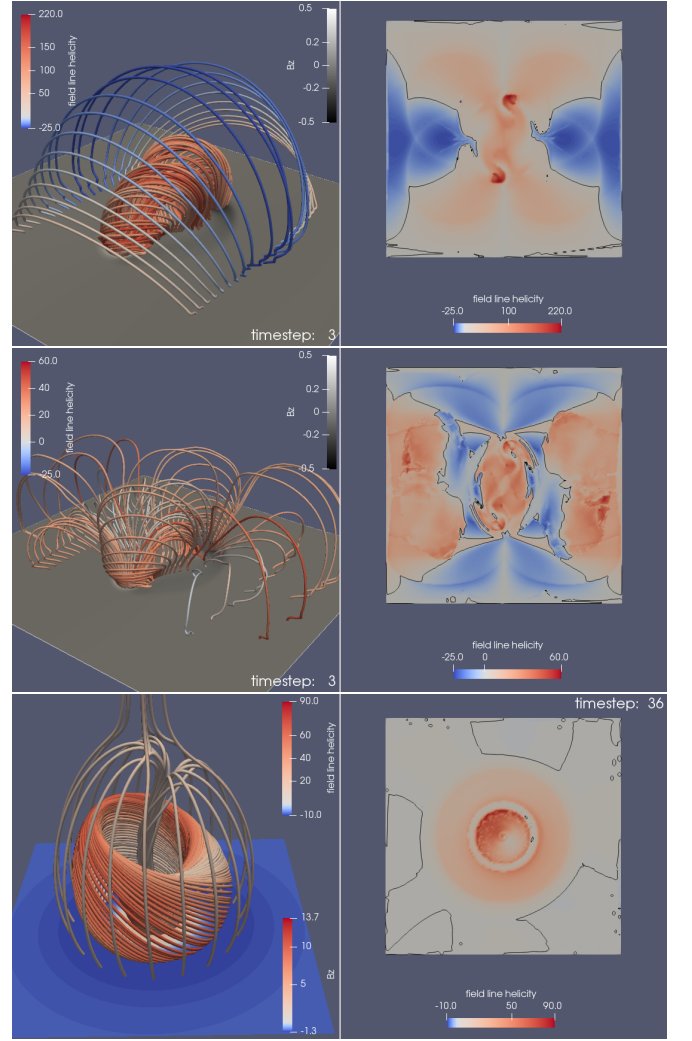 220.0
150
100
50
-25.0
field line helicity
0.5
0.2
0
-0.2
-0.5
Bz
timestep: 3
field line helicity
-25.0 100 220.0
60.0
40
20
0
-25.0
field line helicity
0.5
0.2
0
-0.2
-0.5
Bz
timestep: 3
field line helicity
-25.0 0 60.0
90.0
60
40
20
-10.0
field line helicity
13.7
10
5
-1.3
Bz
timestep: 36
field line helicity
-10.0 50 90.0